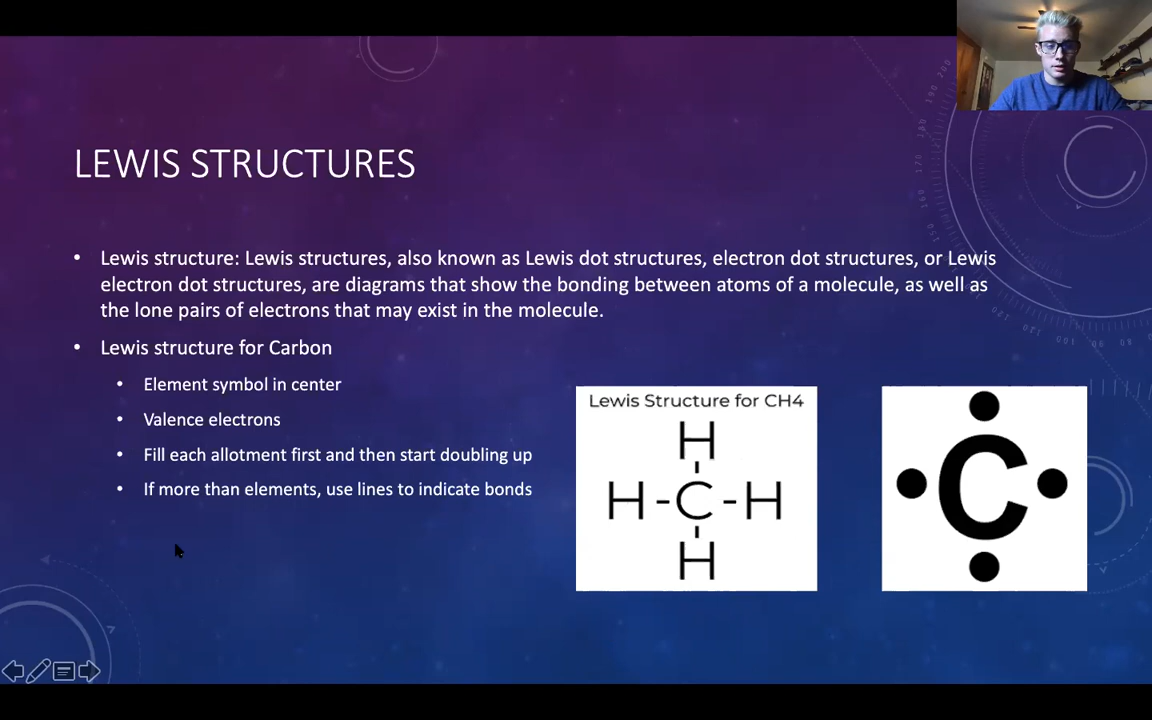 LEWIS STRUCTURES
• Lewis structure: Lewis structures, also known as Lewis dot structures, electron dot structures, or Lewis
electron dot structures, are diagrams that show the bonding between atoms of a molecule, as well as
the lone pairs of electrons that may exist in the molecule.
• Lewis structure for Carbon
• Element symbol in center
• Valence electrons
• Fill each allotment first and then start doubling up
• If more than elements, use lines to indicate bonds
Lewis Structure for CH4
H
H-C-H
H
C